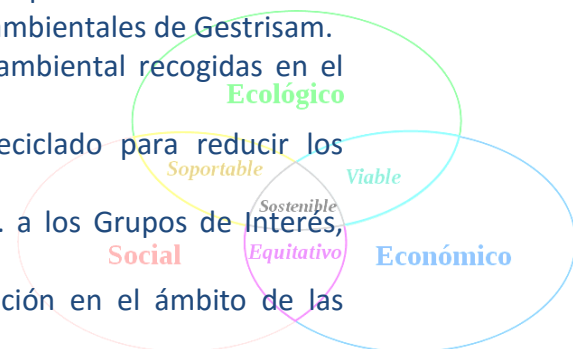 ambientales de Gestrisam.
ambiental recogidas en el
Ecológico
eciclado para reducir los
Soportable
Viable
Sostenible
. a los Grupos de Interés,
Social
Equitativo
Económico
ción en el ámbito de las